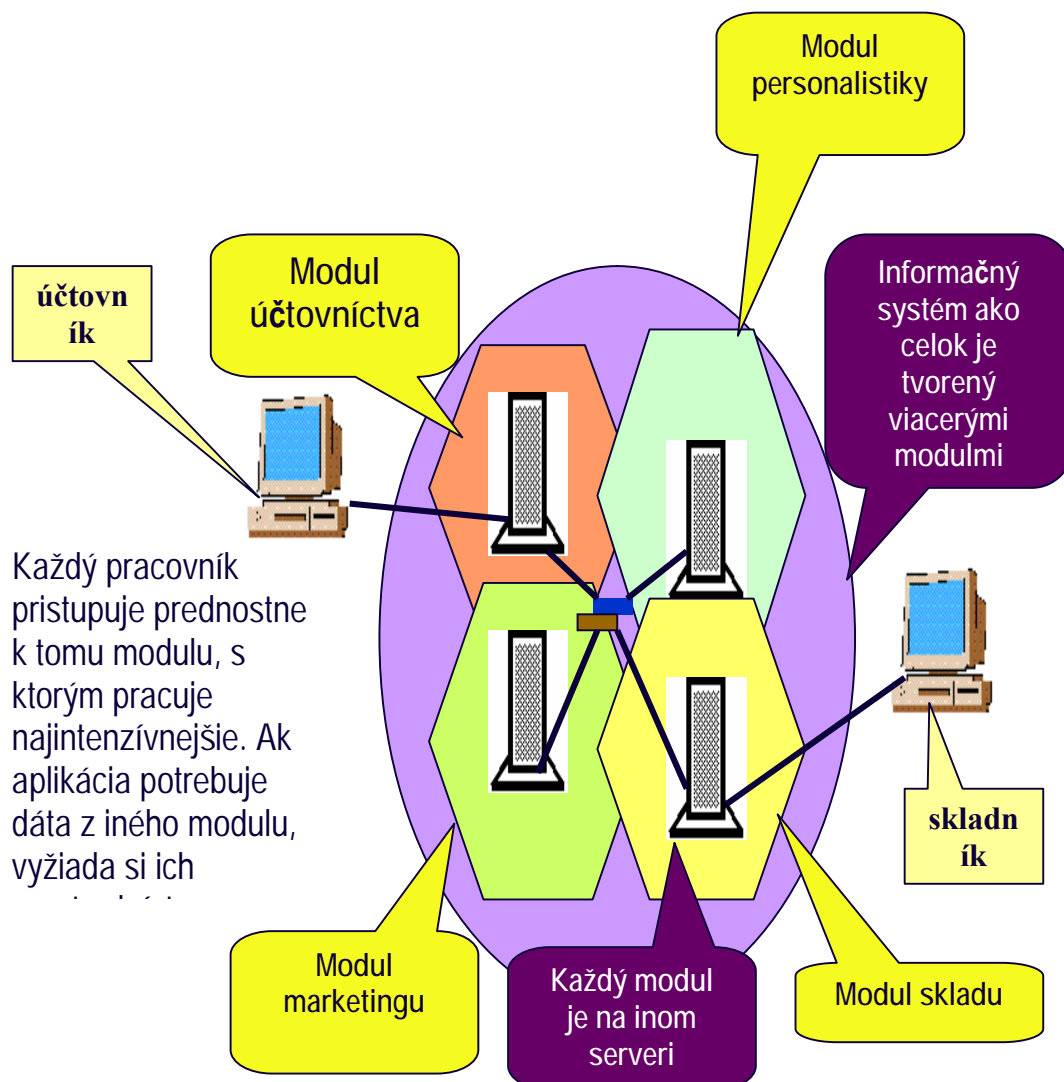 Modul
personalistiky
Modul
účtovníctva
účtovn
ík
Informačný
systém ako
celok je
tvorený
viacerými
modulmi
Každý pracovník
pristupuje prednostne
k tomu modulu, s
ktorým pracuje
najintenzívnejšie. Ak
aplikácia potrebuje
dáta z iného modulu,
vyžiada si ich
skladn
ík
Modul
marketingu
Každý modul
je na inom
serveri
Modul skladu